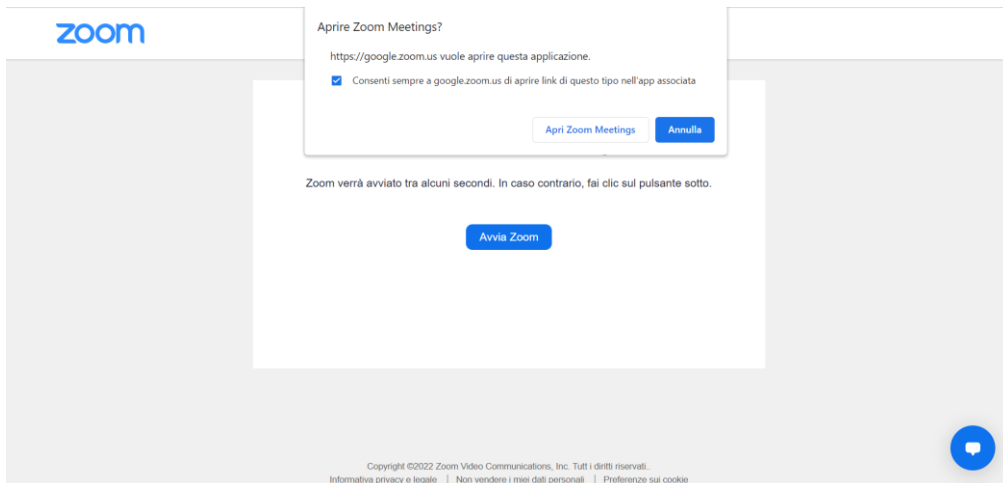 zoom
Aprire Zoom Meetings?
https://google.zoom.us vuole aprire questa applicazione.
Consenti sempre a google.zoom.us di aprire link di questo tipo nell'app associata
Apri Zoom Meetings
Annulla
Zoom verrà avviato tra alcuni secondi. In caso contrario, fai clic sul pulsante sotto.
Avvia Zoom
Copyright ©2022 Zoom Video Communications, Inc. Tutti i diritti riservati..
Informativa privacy e legale | Non vendere i miei dati personali | Preferenze sui cookie